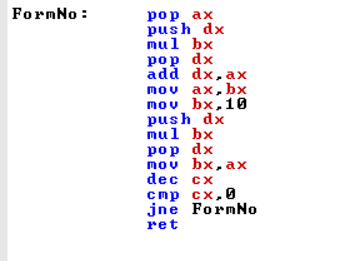 FormNo: pop ax
push dx
mul bx
pop dx
add dx,ax
mov ax,bx
mov bx,10
push dx
mul bx
pop dx
mov bx,ax
dec cx
cmp cx,0
jne FormNo
ret